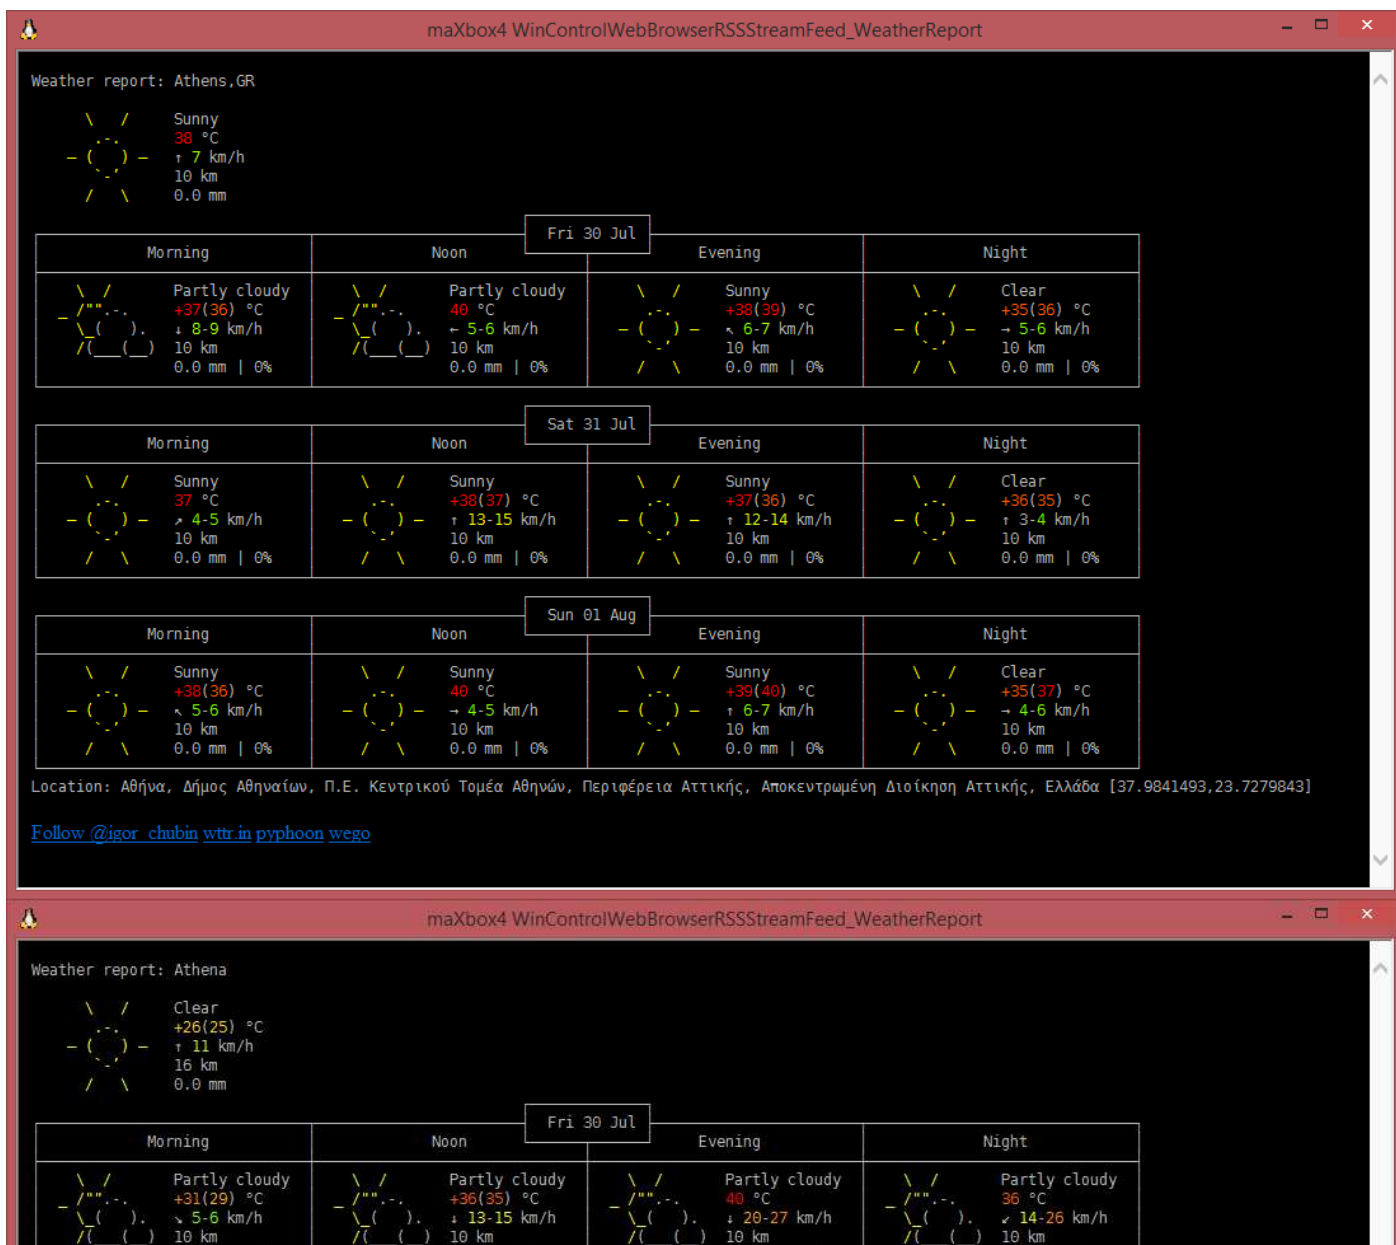 maXbox4 WinControlWebBrowserRSSStreamFeed_WeatherReport
Weather report: Athens,GR
Sunny
38 °C
↑ 7 km/h
10 km
0.0 mm
Fri 30 Jul
Morning Noon Evening Night
Partly cloudy Partly cloudy Sunny Clear
+37(36) °C 40 °C +38(39) °C +35(36) °C
↓ 8-9 km/h ← 5-6 km/h ↖ 6-7 km/h → 5-6 km/h
10 km 10 km 10 km 10 km
0.0 mm | 0% 0.0 mm | 0% 0.0 mm | 0% 0.0 mm | 0%
Sat 31 Jul
Morning Noon Evening Night
Sunny Sunny Sunny Clear
37 °C +38(37) °C +37(36) °C +36(35) °C
↗ 4-5 km/h ↑ 13-15 km/h ↑ 12-14 km/h ↑ 3-4 km/h
10 km 10 km 10 km 10 km
0.0 mm | 0% 0.0 mm | 0% 0.0 mm | 0% 0.0 mm | 0%
Sun 01 Aug
Morning Noon Evening Night
Sunny Sunny Sunny Clear
+38(36) °C 40 °C +39(40) °C +35(37) °C
↖ 5-6 km/h → 4-5 km/h ↑ 6-7 km/h → 4-6 km/h
10 km 10 km 10 km 10 km
0.0 mm | 0% 0.0 mm | 0% 0.0 mm | 0% 0.0 mm | 0%
Location: Αθήνα, Δήμος Αθηναίων, Π.Ε. Κεντρικού Τομέα Αθηνών, Περιφέρεια Αττικής, Αποκεντρωμένη Διοίκηση Αττικής, Ελλάδα [37.9841493,23.7279843]
Follow @igor_chubin wttr.in pyphoon wego
maXbox4 WinControlWebBrowserRSSStreamFeed_WeatherReport
Weather report: Athena
Clear
+26(25) °C
↑ 11 km/h
16 km
0.0 mm
Fri 30 Jul
Morning Noon Evening Night
Partly cloudy Partly cloudy Partly cloudy Partly cloudy
+31(29) °C +36(35) °C 40 °C 36 °C
↘ 5-6 km/h ↓ 13-15 km/h ↓ 20-27 km/h ↙ 14-26 km/h
10 km 10 km 10 km 10 km